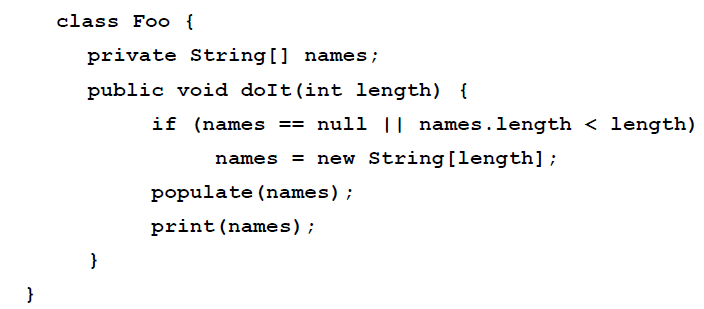 class Foo {
private String[] names;
public void doIt(int length) {
if (names == null || names.length < length)
names = new String[length];
populate(names);
print(names);
}
}